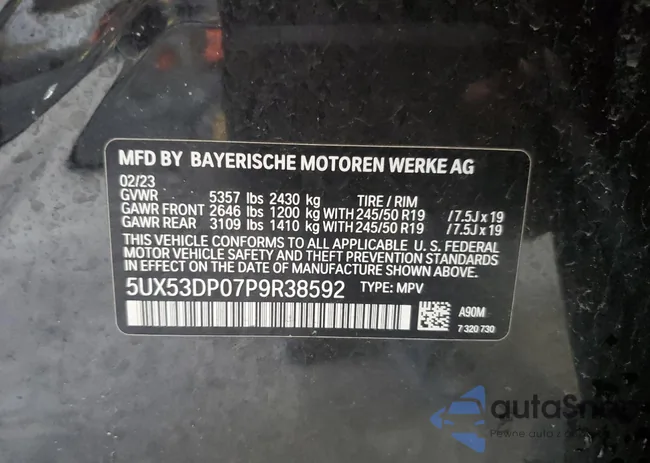 MFD BY BAYERISCHE MOTOREN WERKE AG
02/23
GVWR 5357 lbs 2430 kg TIRE / RIM
GAWR FRONT 2646 lbs 1200 kg WITH 245/50 R19 / 7.5J x 19
GAWR REAR 3109 lbs 1410 kg WITH 245/50 R19 / 7.5J x 19
THIS VEHICLE CONFORMS TO ALL APPLICABLE U. S. FEDERAL
MOTOR VEHICLE SAFETY AND THEFT PREVENTION STANDARDS
IN EFFECT ON THE DATE OF MANUFACTURE SHOWN ABOVE.
5UX53DP07P9R38592 TYPE: MPV
A90M
7 320 730
Pewne auto z